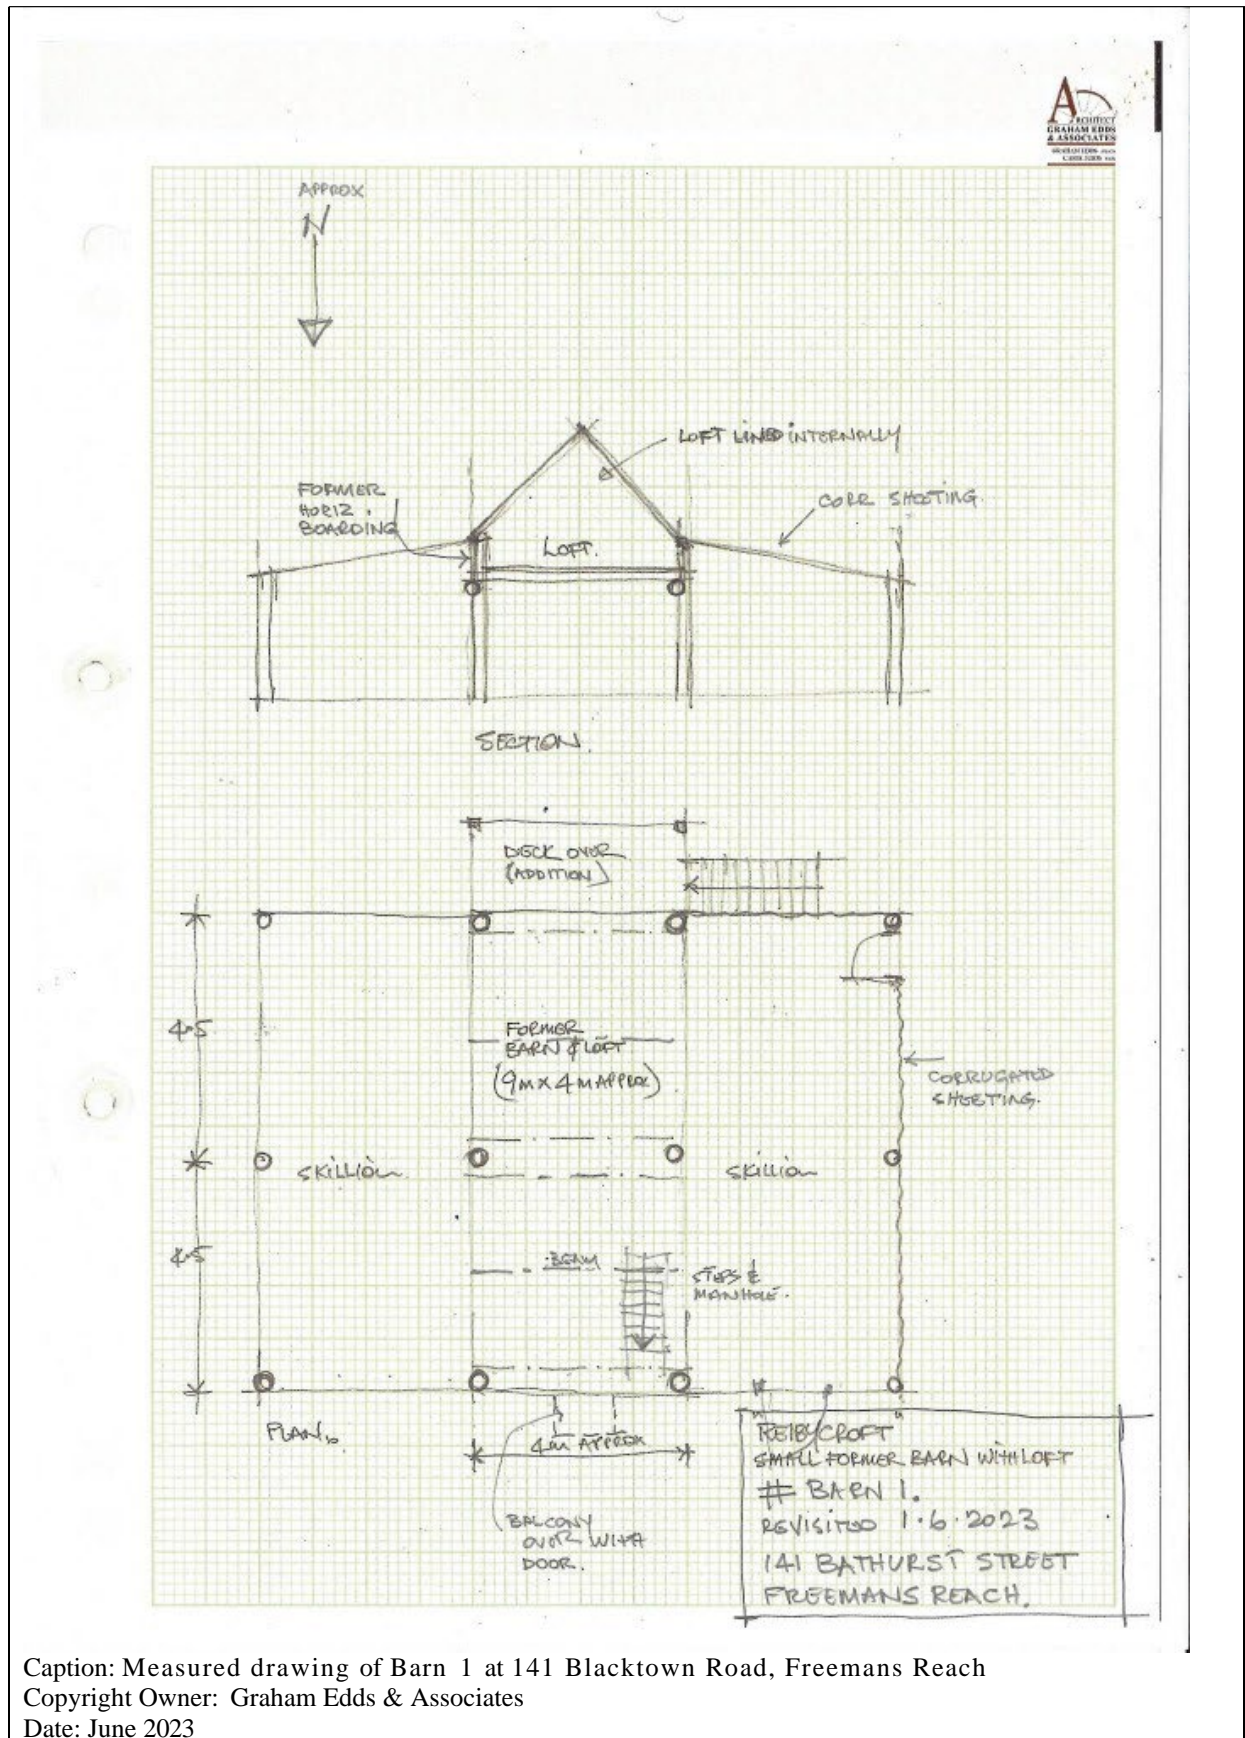 ARCHITECT
GRAHAM EDDS
& ASSOCIATES
APPROX
N
LOFT LINED INTERNALLY
FORMER
HORIZ.
BOARDING
CORR SHEETING.
LOFT.
SECTION.
DECK OVER
(ADDITION)
4.5
FORMER
BARN & LOFT
(9M X 4M APPROX)
CORRUGATED
SHEETING.
SKILLION
SKILLION
4.5
BEAM
STEPS &
MANHOLE.
PLAN.
4M APPROX
BALCONY
OVER WITH
DOOR.
REIBYCROFT
SMALL FORMER BARN WITH LOFT
# BARN 1.
REVISITED 1.6.2023
141 BATHURST STREET
FREEMANS REACH.
Caption: Measured drawing of Barn 1 at 141 Blacktown Road, Freemans Reach
Copyright Owner: Graham Edds & Associates
Date: June 2023